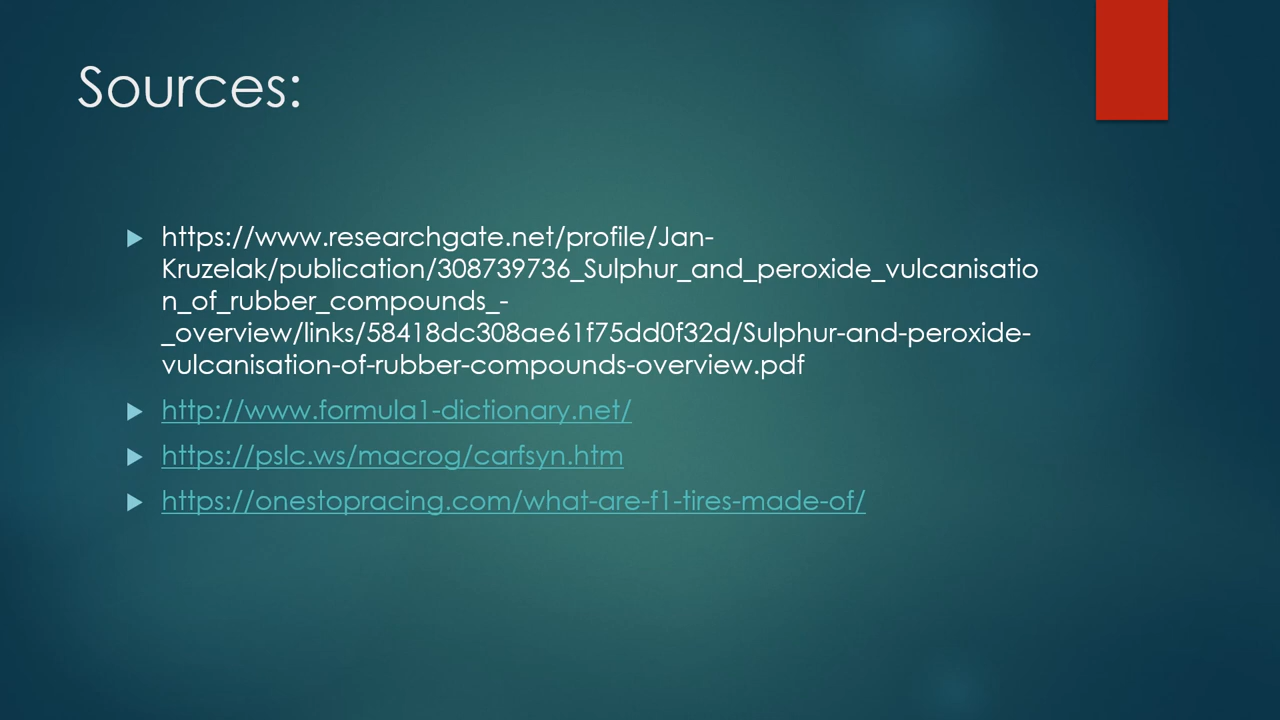 Sources:
https://www.researchgate.net/profile/Jan-
Kruzelak/publication/308739736_Sulphur_and_peroxide_vulcanisatio
n_of_rubber_compounds_-
_overview/links/58418dc308ae61f75dd0f32d/Sulphur-and-peroxide-
vulcanisation-of-rubber-compounds-overview.pdf
http://www.formula1-dictionary.net/
https://pslc.ws/macrog/carfsyn.htm
https://onestopracing.com/what-are-f1-tires-made-of/